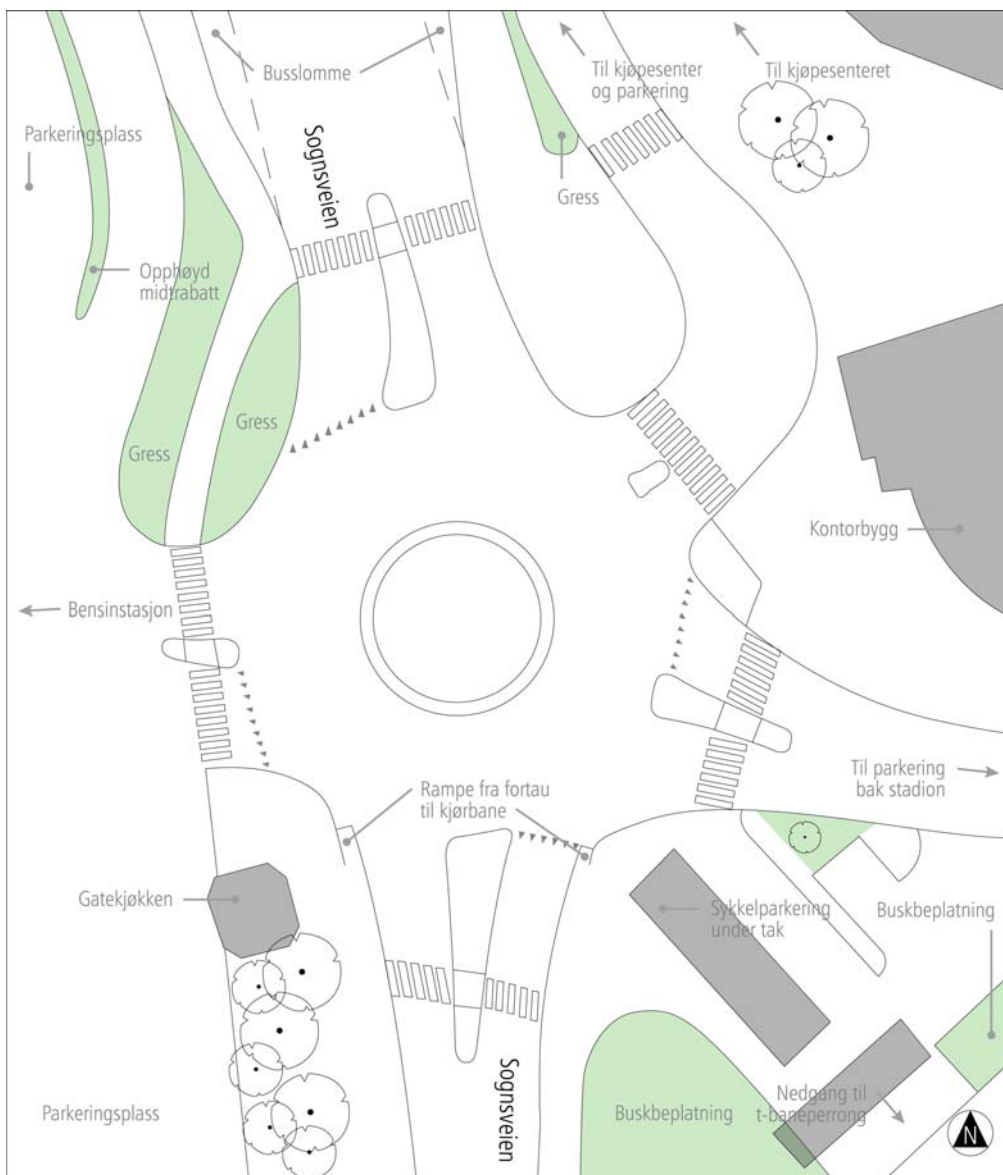 Busslomme
Til kjøpesenter
og parkering
Til kjøpesenteret
Parkeringsplass
Sognsveien
Gress
Opphøyd
midtrabatt
Gress
Gress
Kontorbygg
Bensinstasjon
Rampe fra fortau
til kjørbane
Til parkering
bak stadion
Gatekjøkken
Sykkelparkering
under tak
Buskbeplatning
Sognsveien
Nedgang til
t-baneperrong
Parkeringsplass
Buskbeplatning
N